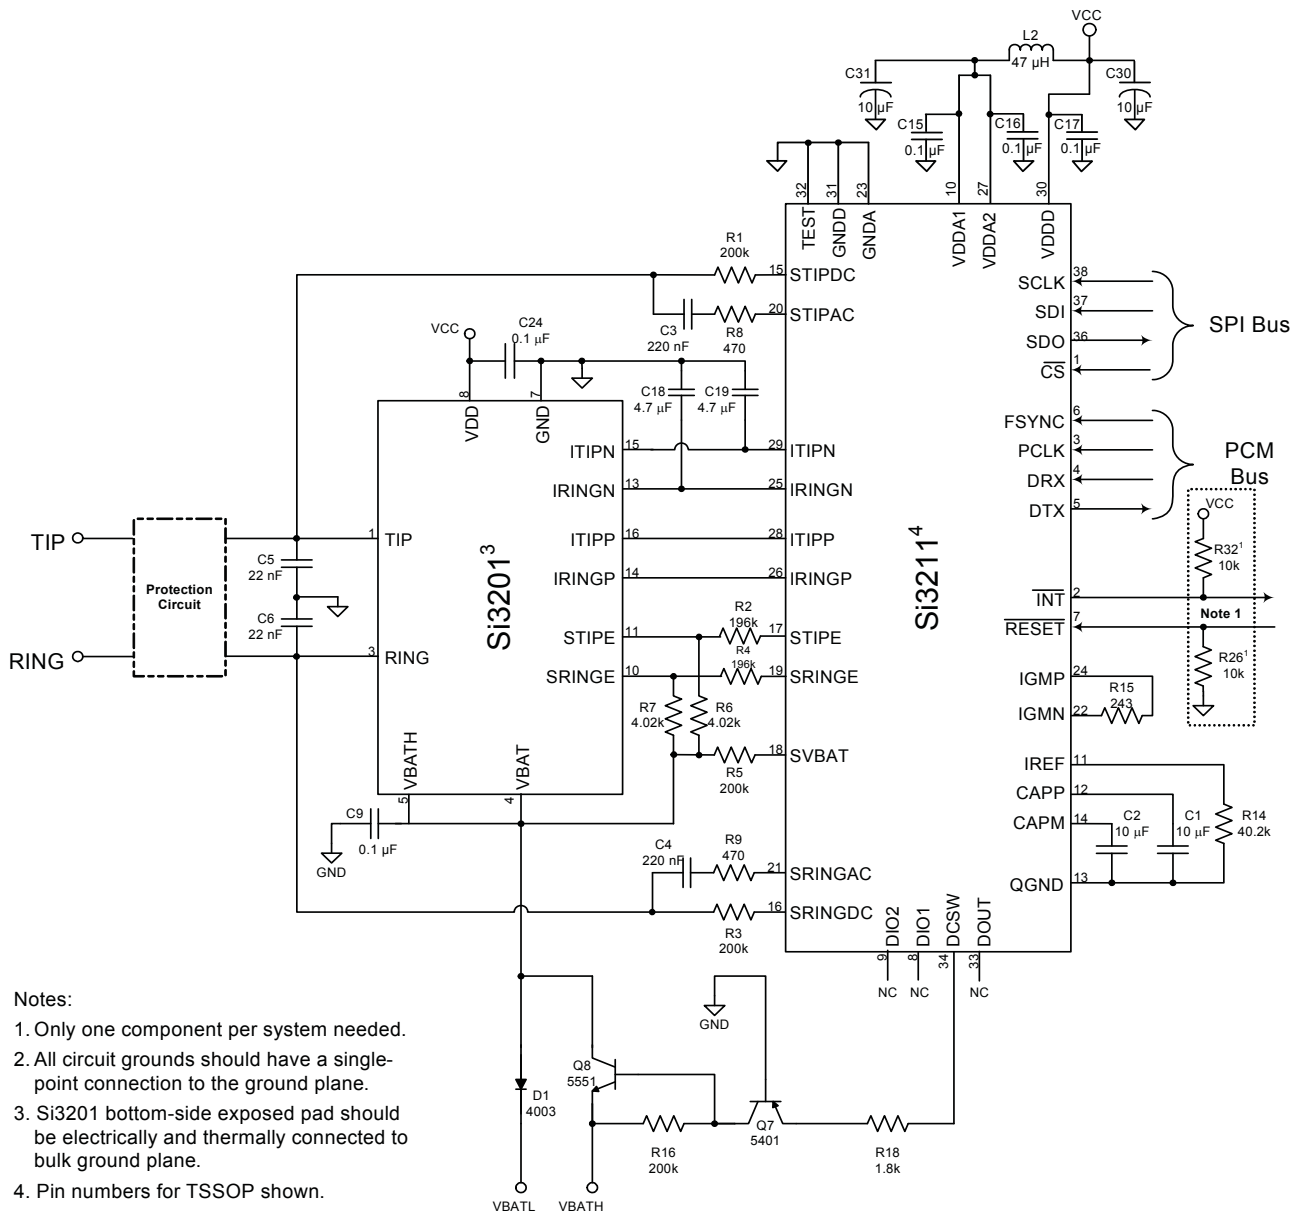 VCC
L2
47 µH
C31
10 µF
C30
10 µF
C15
0.1 µF
C16
0.1 µF
C17
0.1 µF
32
31
23
10
27
30
TEST
GNDD
GNDA
VDDA1
VDDA2
VDDD
R1
200k
15 STIPDC
C3
220 nF
R8
470
20 STIPAC
SCLK 38
SDI 37
SDO 36
CS 1
SPI Bus
VCC
C24
0.1 µF
8
7
VDD
GND
C18
4.7 µF
C19
4.7 µF
FSYNC 6
PCLK 3
DRX 4
DTX 5
PCM
Bus
ITIPN 15
29 ITIPN
IRINGN 13
25 IRINGN
ITIPP 16
28 ITIPP
IRINGP 14
26 IRINGP
STIPE 11
R2
196k
17 STIPE
SRINGE 10
R4
196k
19 SRINGE
R7
4.02k
R6
4.02k
18 SVBAT
R5
200k
TIP
RING
Protection
Circuit
C5
22 nF
C6
22 nF
1 TIP
3 RING
Si3201³
Si3211⁴
VBATH
VBAT
5
4
VCC
R32¹
10k
INT 2
Note 1
RESET 7
R26¹
10k
IGMP 24
R15
243
IGMN 22
IREF 11
CAPP 12
CAPM 14
QGND 13
C2
10 µF
C1
10 µF
R14
40.2k
C9
0.1 µF
GND
C4
220 nF
R9
470
21 SRINGAC
16 SRINGDC
R3
200k
DIO2
DIO1
DCSW
DOUT
9
8
34
33
NC
NC
NC
GND
Q8
5551
D1
4003
R16
200k
Q7
5401
R18
1.8k
VBATL
VBATH
Notes:
1. Only one component per system needed.
2. All circuit grounds should have a single-
point connection to the ground plane.
3. Si3201 bottom-side exposed pad should
be electrically and thermally connected to
bulk ground plane.
4. Pin numbers for TSSOP shown.